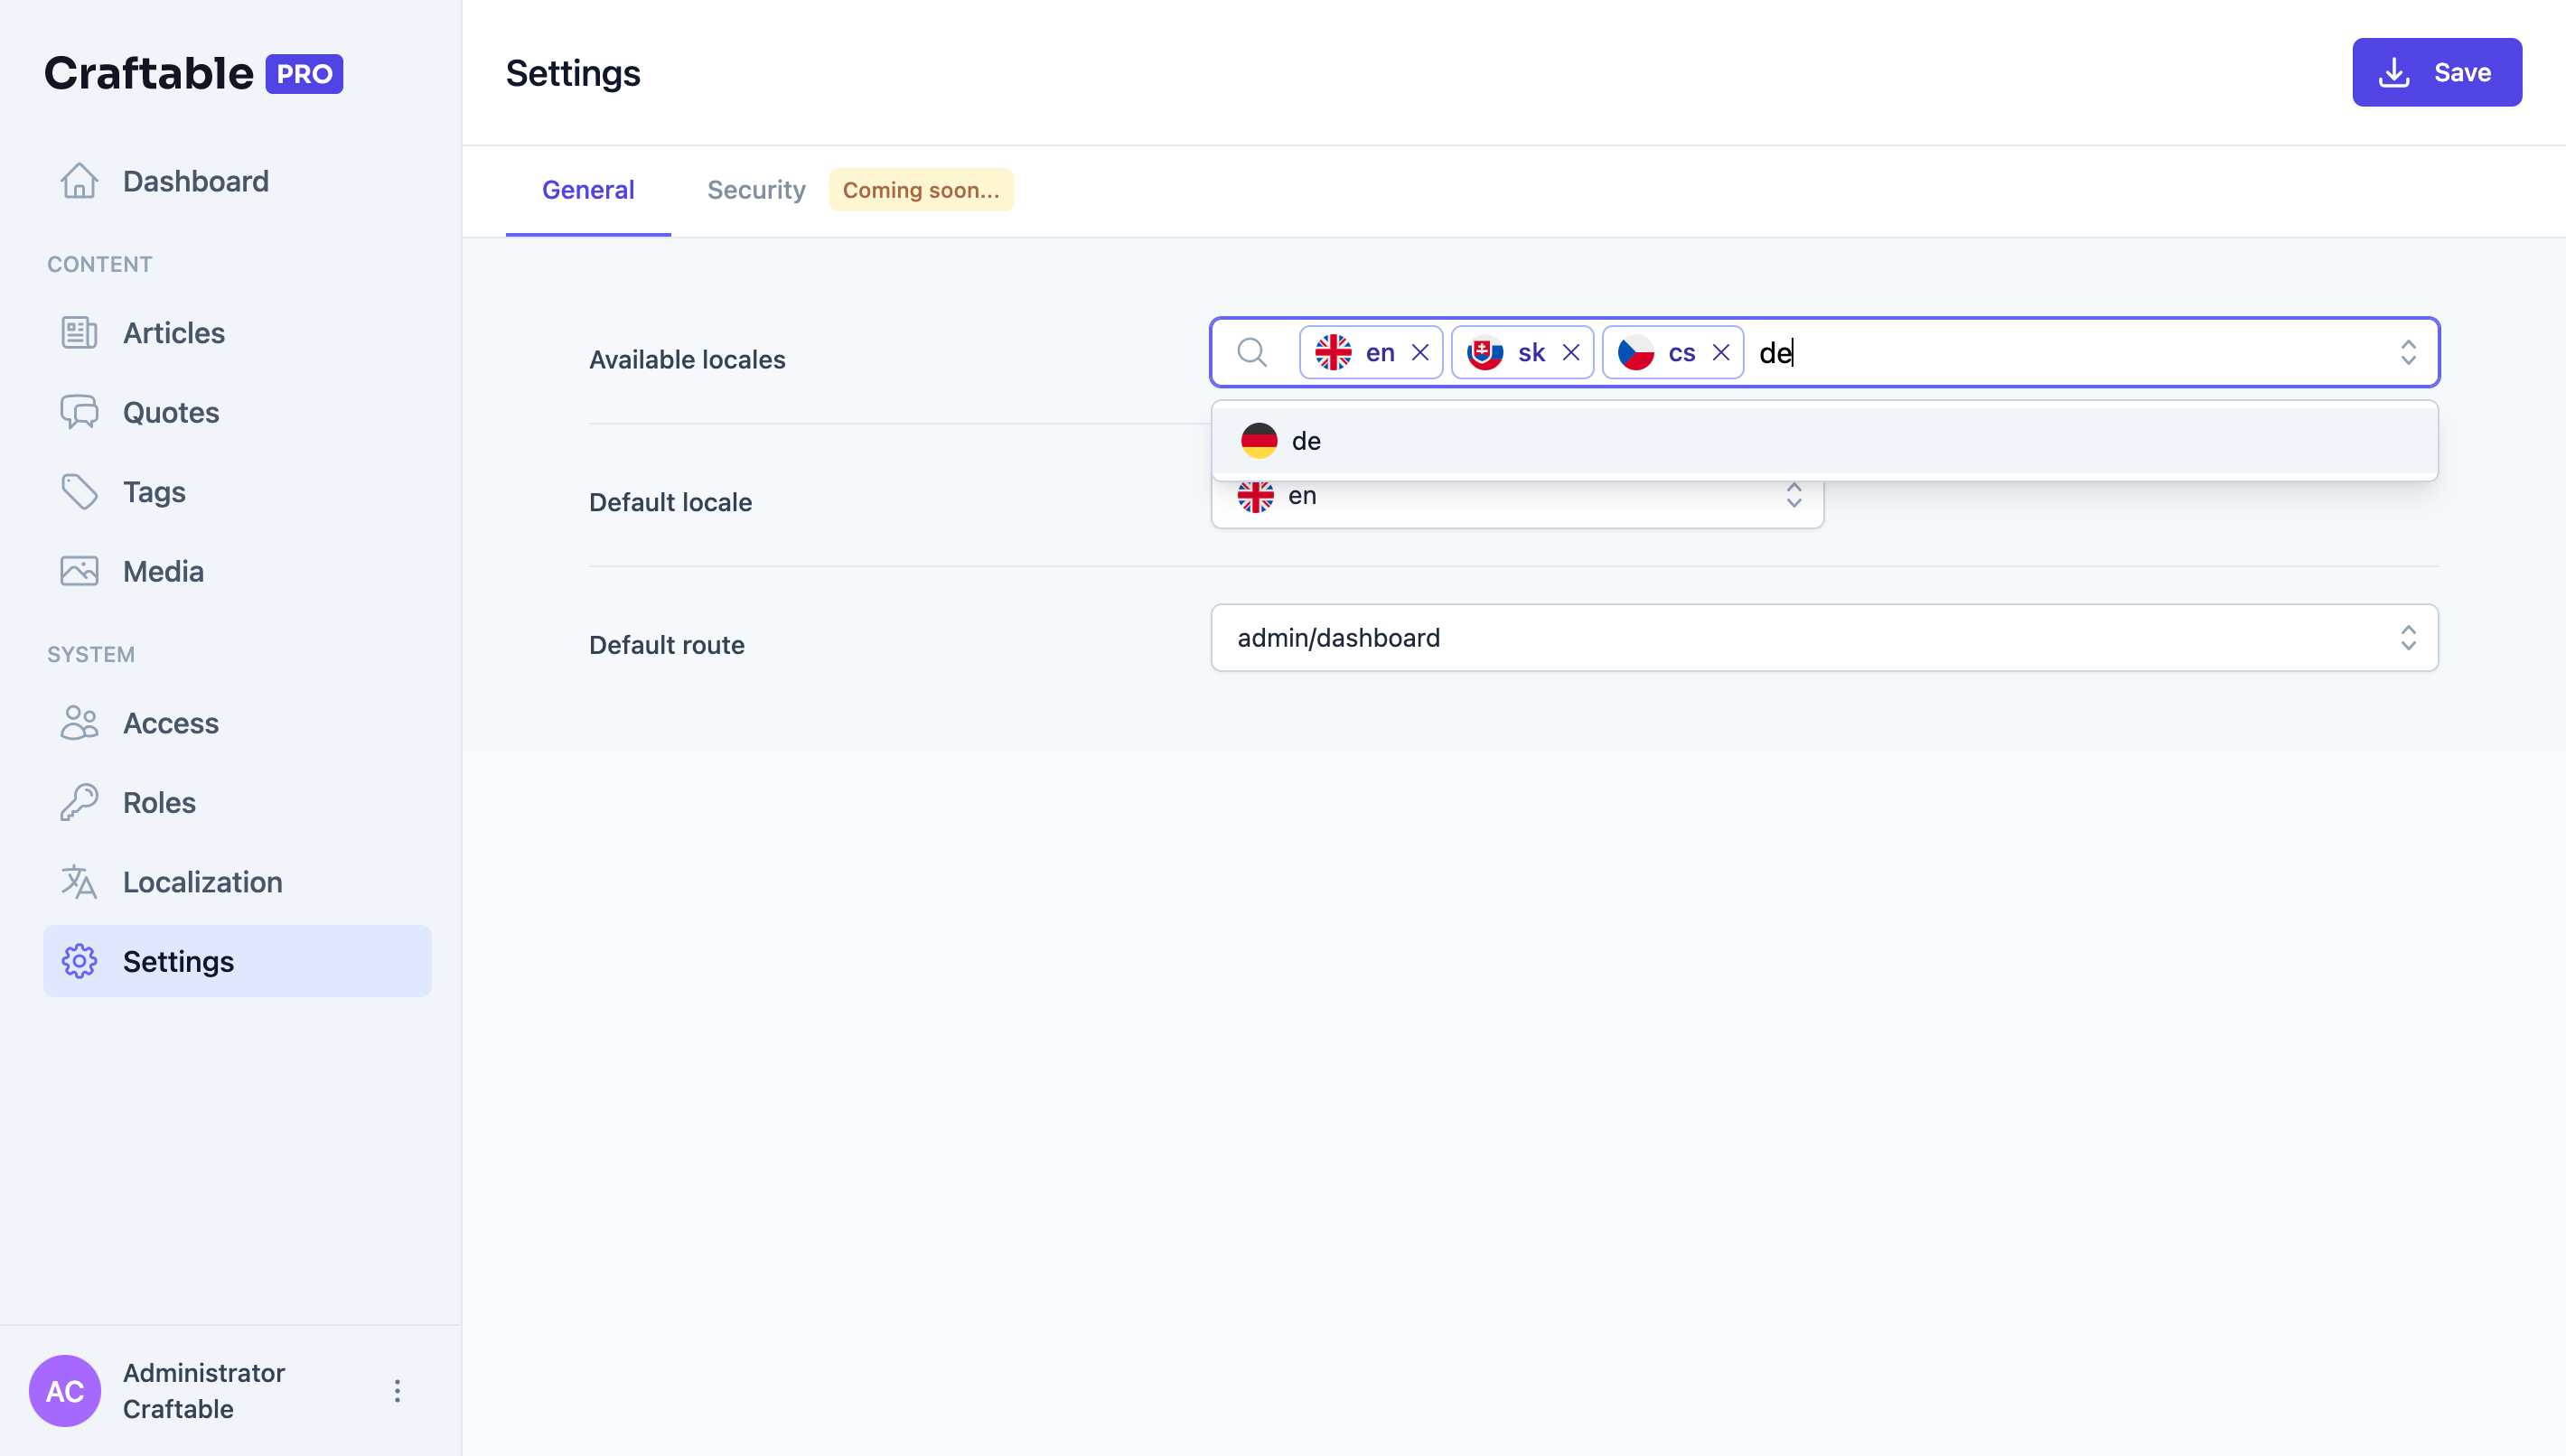 Craftable PRO
Dashboard
CONTENT
Articles
Quotes
Tags
Media
SYSTEM
Access
Roles
Localization
Settings
AC
Administrator
Craftable
Settings
Save
General
Security
Coming soon...
Available locales
en
sk
cs
de
de
Default locale
en
Default route
admin/dashboard